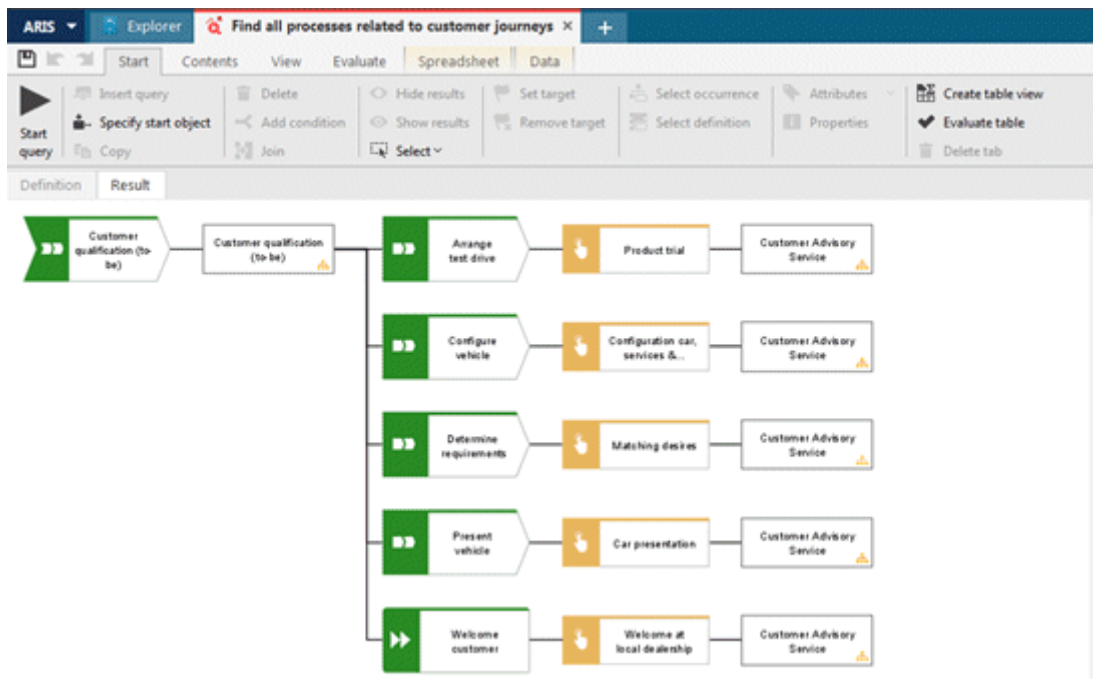 ARIS Explorer Find all processes related to customer journeys × +
Start Contents View Evaluate Spreadsheet Data
Insert query Delete Hide results Set target Select occurrence Attributes Create table view
Start Specify start object Add condition Show results Remove target Select definition Properties Evaluate table
query Copy Join Select Delete tab
Definition Result
Customer
qualification (to-
be)
Customer qualification
(to be)
Arrange
test drive
Product trial
Customer Advisory
Service
Configure
vehicle
Configuration car,
services &...
Customer Advisory
Service
Determine
requirements
Matching desires
Customer Advisory
Service
Present
vehicle
Car presentation
Customer Advisory
Service
Welcome
customer
Welcome at
local dealership
Customer Advisory
Service